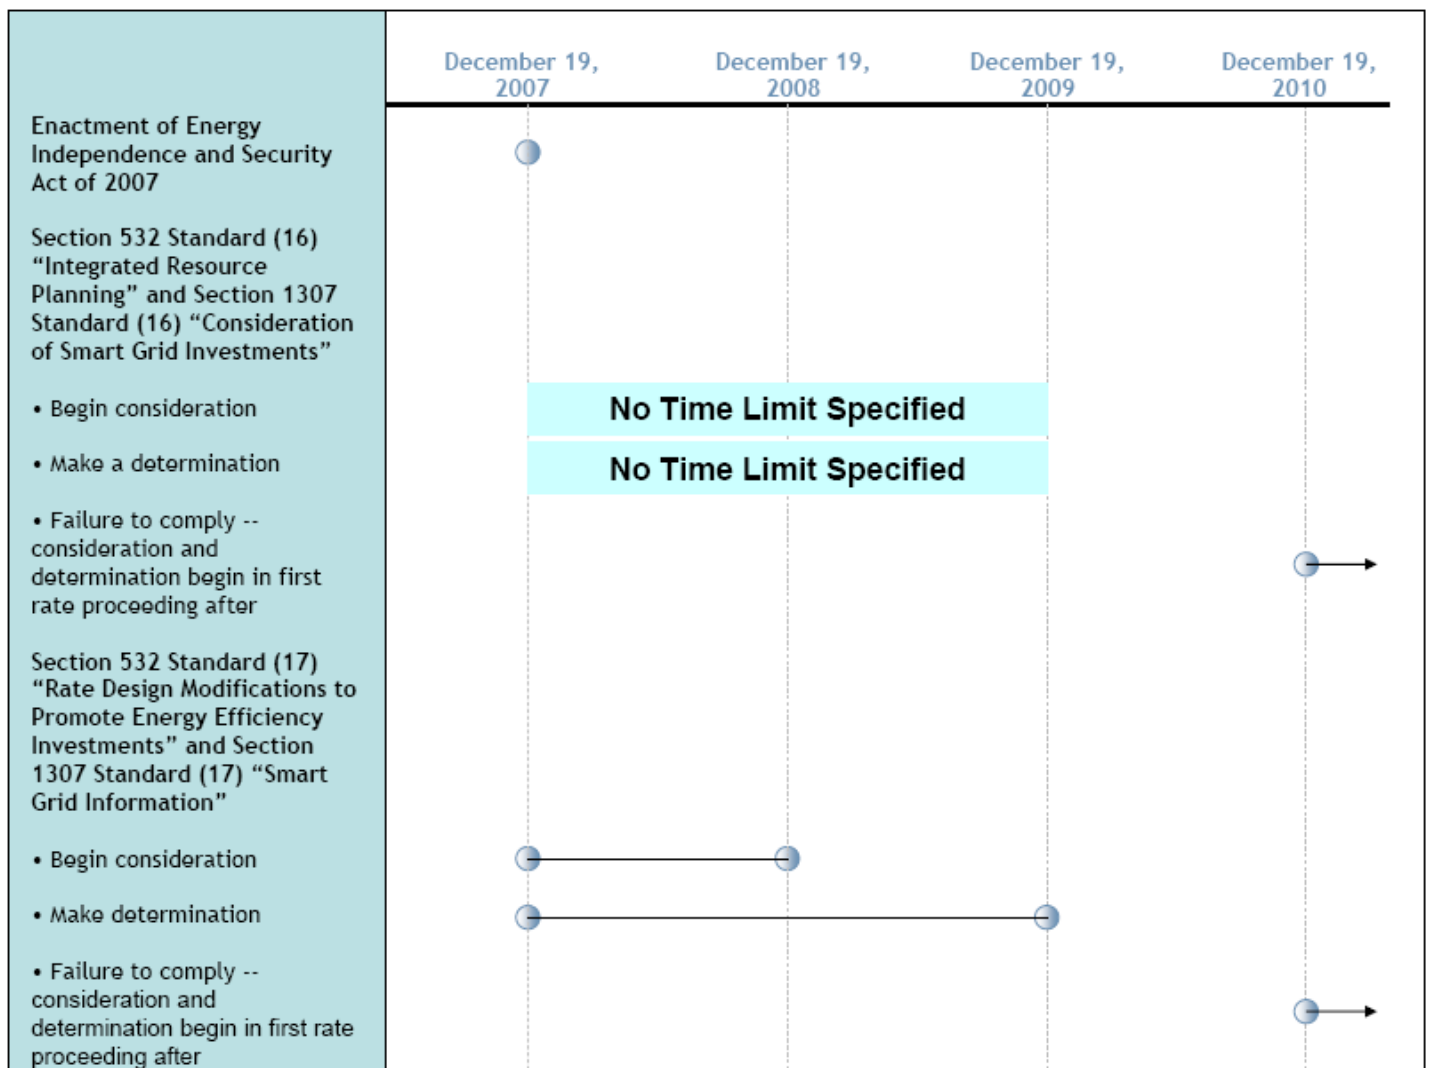 December 19,
2007
December 19,
2008
December 19,
2009
December 19,
2010
Enactment of Energy
Independence and Security
Act of 2007
Section 532 Standard (16)
“Integrated Resource
Planning” and Section 1307
Standard (16) “Consideration
of Smart Grid Investments”
• Begin consideration
No Time Limit Specified
• Make a determination
No Time Limit Specified
• Failure to comply --
consideration and
determination begin in first
rate proceeding after
Section 532 Standard (17)
“Rate Design Modifications to
Promote Energy Efficiency
Investments” and Section
1307 Standard (17) “Smart
Grid Information”
• Begin consideration
• Make determination
• Failure to comply --
consideration and
determination begin in first rate
proceeding after